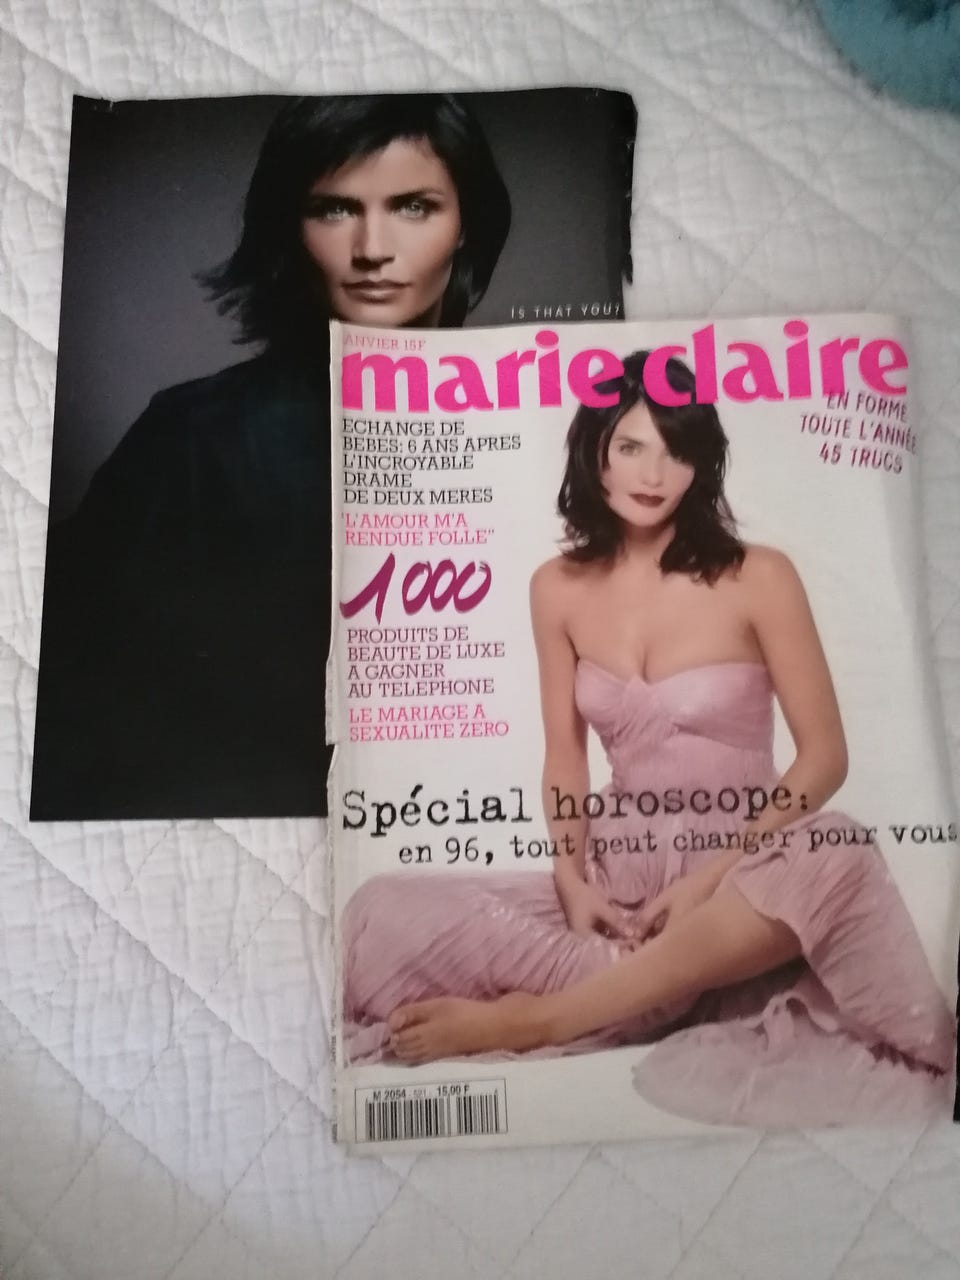 IS THAT YOU?
ANVIER 15F
marie claire
EN FORME
TOUTE L'ANNÉE
45 TRUCS
ECHANGE DE
BEBES: 6 ANS APRES
L'INCROYABLE
DRAME
DE DEUX MERES
"L'AMOUR M'A
RENDUE FOLLE"
1000
PRODUITS DE
BEAUTE DE LUXE
A GAGNER
AU TELEPHONE
LE MARIAGE A
SEXUALITE ZERO
Spécial horoscope:
en 96, tout peut changer pour vous
M 2054 - 521 - 15,00 F